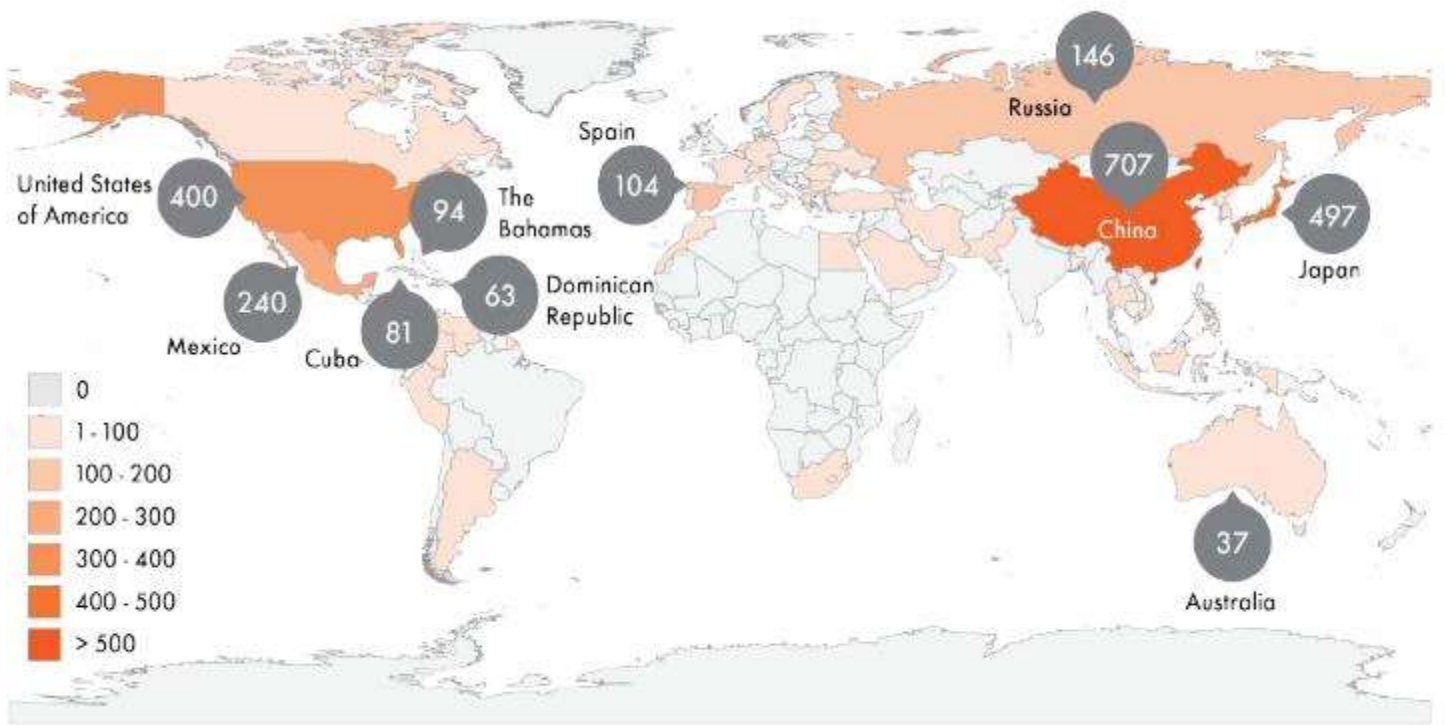 146
Russia
Spain
707
104
United States
of America
400
94
The
Bahamas
China
497
Japan
240
Mexico
63
Dominican
Republic
81
Cuba
0
1 - 100
100 - 200
200 - 300
300 - 400
400 - 500
> 500
37
Australia